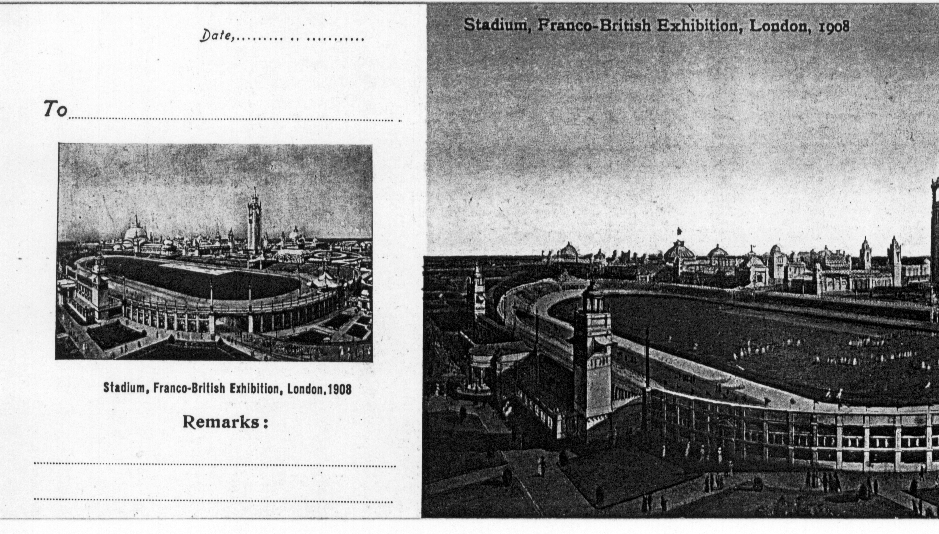 Date,......... .. ...........
To.......................................................... .
Stadium, Franco-British Exhibition, London,1908
Remarks :
Stadium, Franco-British Exhibition, London, 1908